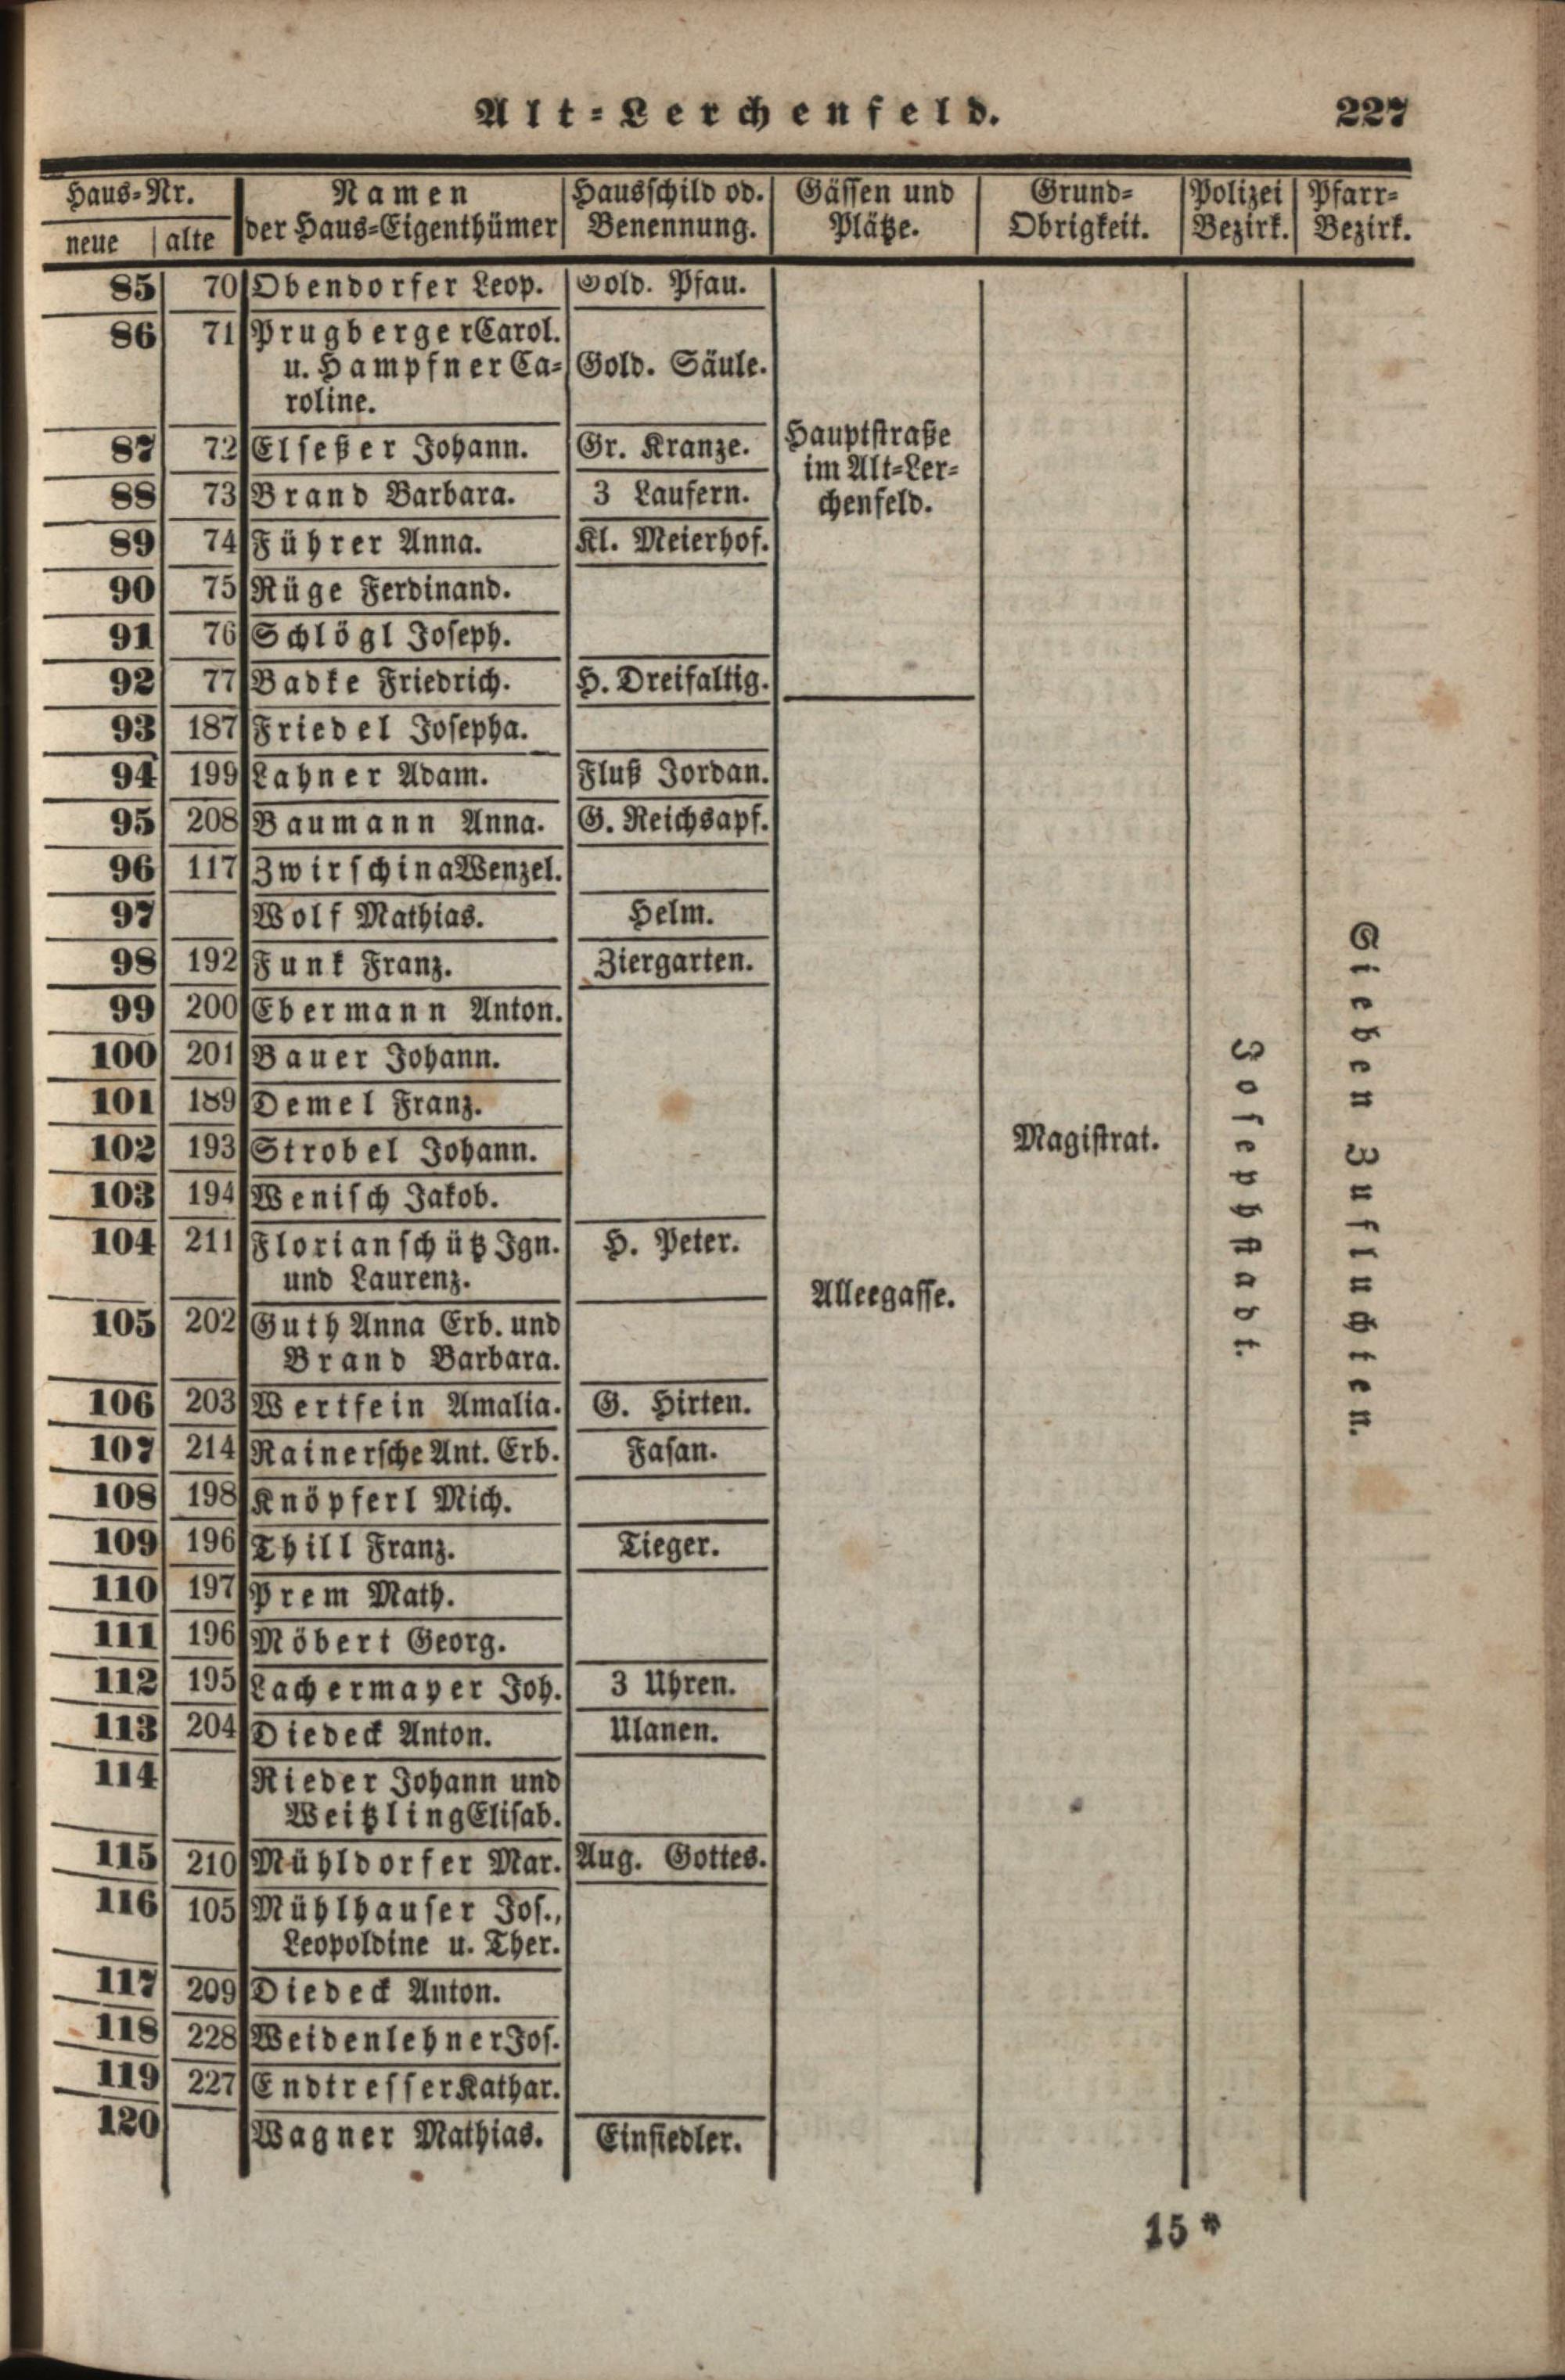 Alt-Lerchenfeld. 227
Haus-Nr. Namen Hausschild od. Gässen und Grund- Polizei Pfarr-
neue alte der Haus-Eigenthümer Benennung. Plätze. Obrigkeit. Bezirk. Bezirk.
85 70 Obendorfer Leop. Gold. Pfau.
86 71 Prugberger Carol.
u. Hampfner Ca- Gold. Säule.
roline.
87 72 Elseßer Johann. Gr. Kranze. Hauptstraße
im Alt-Ler-
88 73 Brand Barbara. 3 Laufern. chenfeld.
89 74 Führer Anna. Kl. Meierhof.
90 75 Rüge Ferdinand.
91 76 Schlögl Joseph.
92 77 Badke Friedrich. H. Dreifaltig.
93 187 Friedel Josepha.
94 199 Lahner Adam. Fluß Jordan.
95 208 Baumann Anna. G. Reichsapf.
96 117 Zwirschina Wenzel.
97 Wolf Mathias. Helm.
98 192 Funk Franz. Ziergarten.
99 200 Ebermann Anton.
100 201 Bauer Johann.
101 189 Demel Franz.
102 193 Strobel Johann. Magistrat. Josephstadt. Sieben Zufluchten.
103 194 Wenisch Jakob.
104 211 Florianschütz Ign. H. Peter.
und Laurenz. Alleegasse.
105 202 Guth Anna Erb. und
Brand Barbara.
106 203 Wertfein Amalia. G. Hirten.
107 214 Rainersche Ant. Erb. Fasan.
108 198 Knöpferl Mich.
109 196 Thill Franz. Tieger.
110 197 Prem Math.
111 196 Möbert Georg.
112 195 Lachermayer Joh. 3 Uhren.
113 204 Diedeck Anton. Ulanen.
114 Rieder Johann und
Weißling Elisab.
115 210 Mühldorfer Mar. Aug. Gottes.
116 105 Mühlhauser Jos.,
Leopoldine u. Ther.
117 209 Diedeck Anton.
118 228 Weidenlehner Jos.
119 227 Endtresser Kathar.
120 Wagner Mathias. Einsiedler.
15*